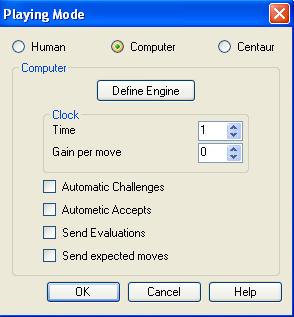 Playing Mode
Human Computer Centaur
Computer
Define Engine
Clock
Time 1
Gain per move 0
Automatic Challenges
Autometic Accepts
Send Evaluations
Send expected moves
OK Cancel Help